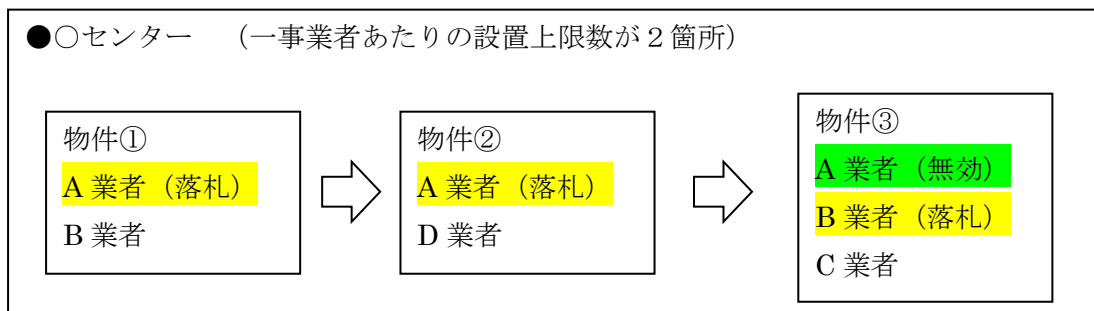 ●○センター　（一事業者あたりの設置上限数が２箇所）
物件①
A 業者（落札）
B 業者
物件②
A 業者（落札）
D 業者
物件③
A 業者（無効）
B 業者（落札）
C 業者